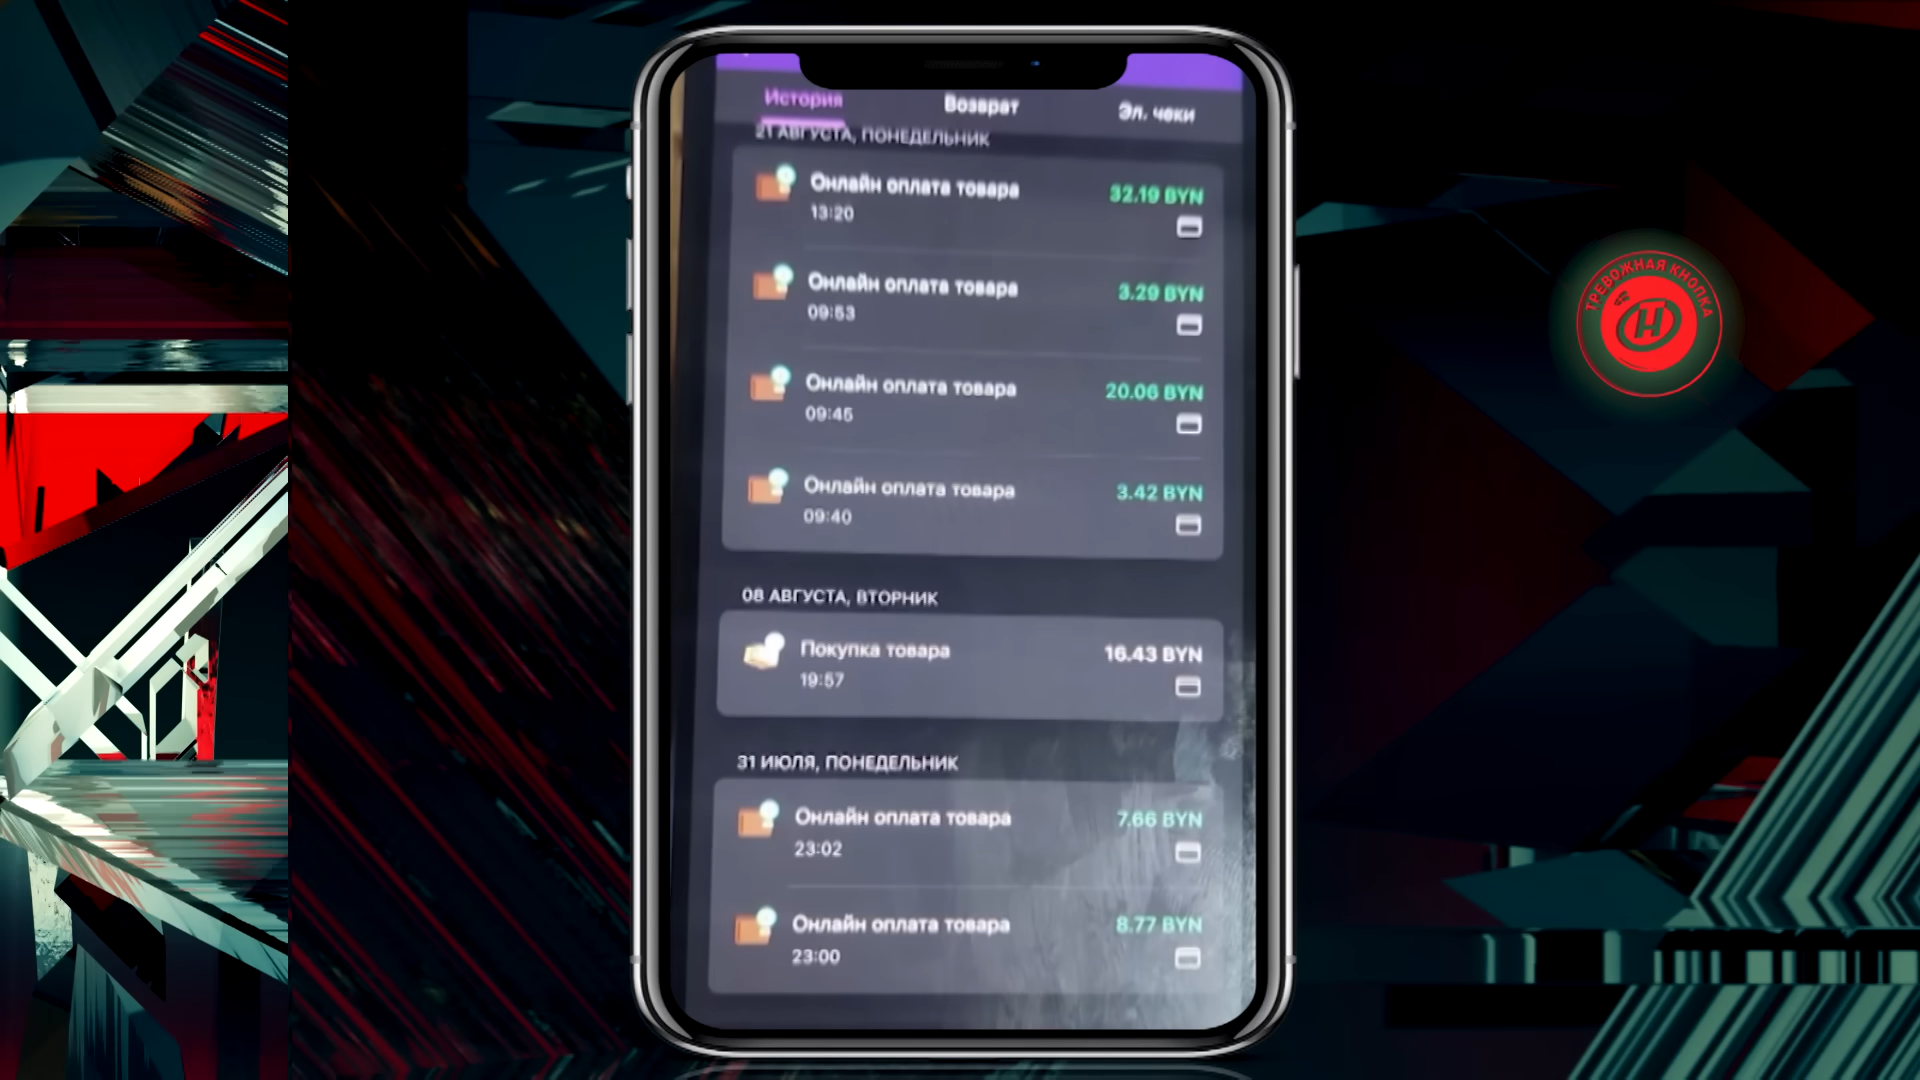 История Возврат Эл. чеки
21 АВГУСТА, ПОНЕДЕЛЬНИК
Онлайн оплата товара 32.19 BYN
13:20
Онлайн оплата товара 3.29 BYN
09:53
Онлайн оплата товара 20.06 BYN
09:45
Онлайн оплата товара 3.42 BYN
09:40
08 АВГУСТА, ВТОРНИК
Покупка товара 16.43 BYN
19:57
31 ИЮЛЯ, ПОНЕДЕЛЬНИК
Онлайн оплата товара 7.66 BYN
23:02
Онлайн оплата товара 8.77 BYN
23:00
ТРЕВОЖНАЯ КНОПКА
Н